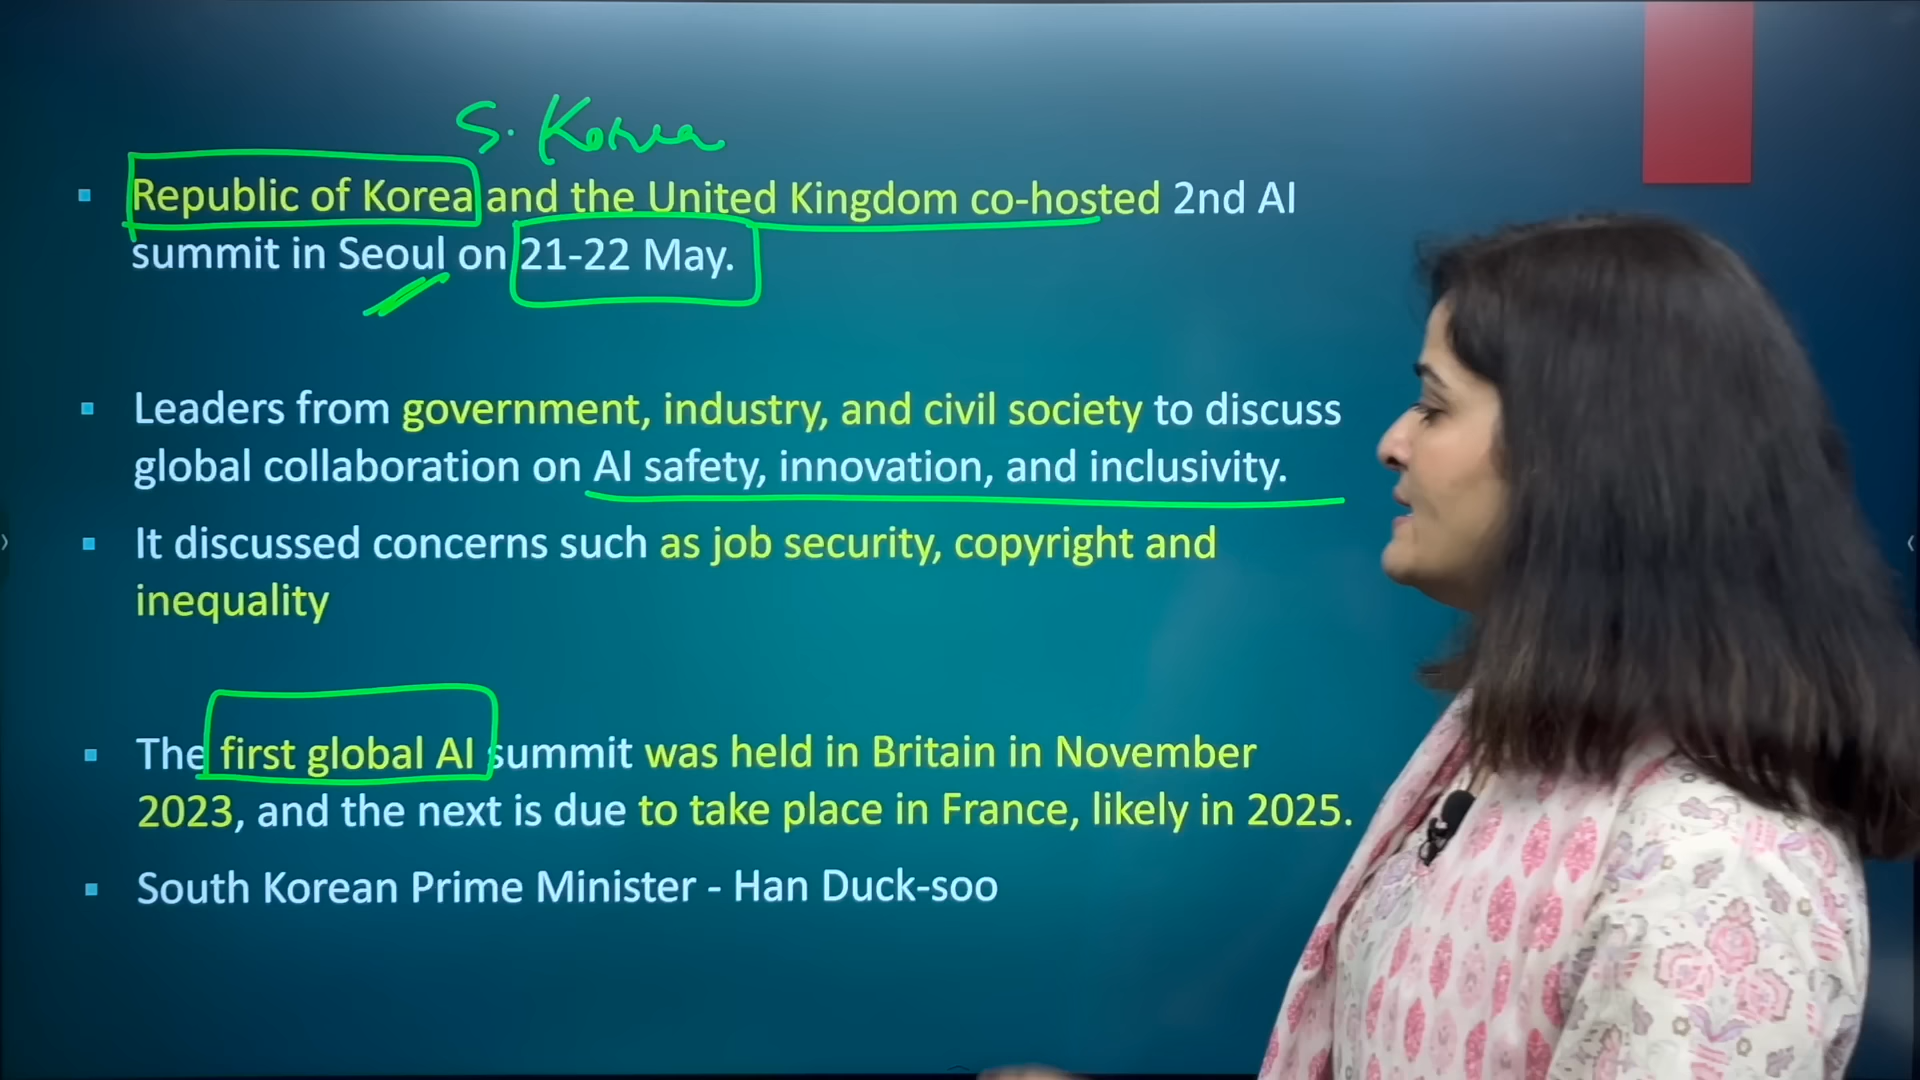 S. Korea
Republic of Korea and the United Kingdom co-hosted 2nd AI
summit in Seoul on 21-22 May.
Leaders from government, industry, and civil society to discuss
global collaboration on AI safety, innovation, and inclusivity.
It discussed concerns such as job security, copyright and
inequality
The first global AI summit was held in Britain in November
2023, and the next is due to take place in France, likely in 2025.
South Korean Prime Minister - Han Duck-soo